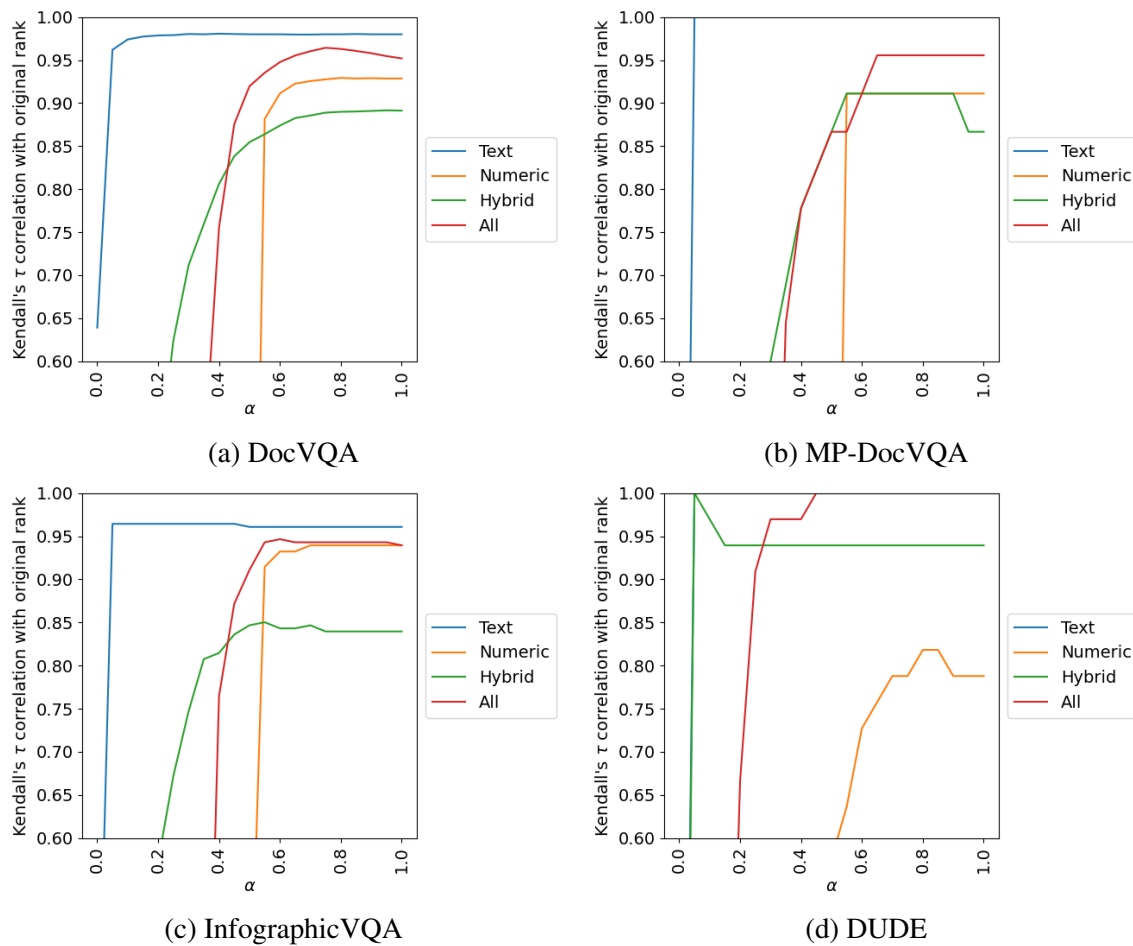 1.00
0.95
0.90
0.85
0.80
0.75
0.70
0.65
0.60
Kendall's τ correlation with original rank
0.0
0.2
0.4
0.6
0.8
1.0
α
Text
Numeric
Hybrid
All
(a) DocVQA
1.00
0.95
0.90
0.85
0.80
0.75
0.70
0.65
0.60
Kendall's τ correlation with original rank
0.0
0.2
0.4
0.6
0.8
1.0
α
Text
Numeric
Hybrid
All
(b) MP-DocVQA
1.00
0.95
0.90
0.85
0.80
0.75
0.70
0.65
0.60
Kendall's τ correlation with original rank
0.0
0.2
0.4
0.6
0.8
1.0
α
Text
Numeric
Hybrid
All
(c) InfographicVQA
1.00
0.95
0.90
0.85
0.80
0.75
0.70
0.65
0.60
Kendall's τ correlation with original rank
0.0
0.2
0.4
0.6
0.8
1.0
α
Text
Numeric
Hybrid
All
(d) DUDE